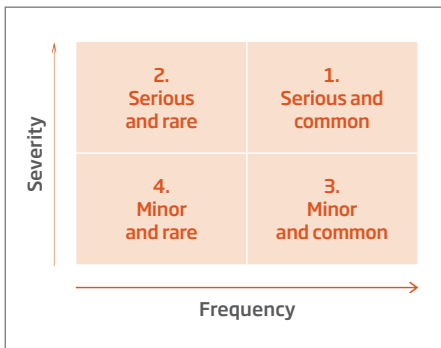 Severity
2.
Serious
and rare
1.
Serious and
common
4.
Minor
and rare
3.
Minor
and common
Frequency